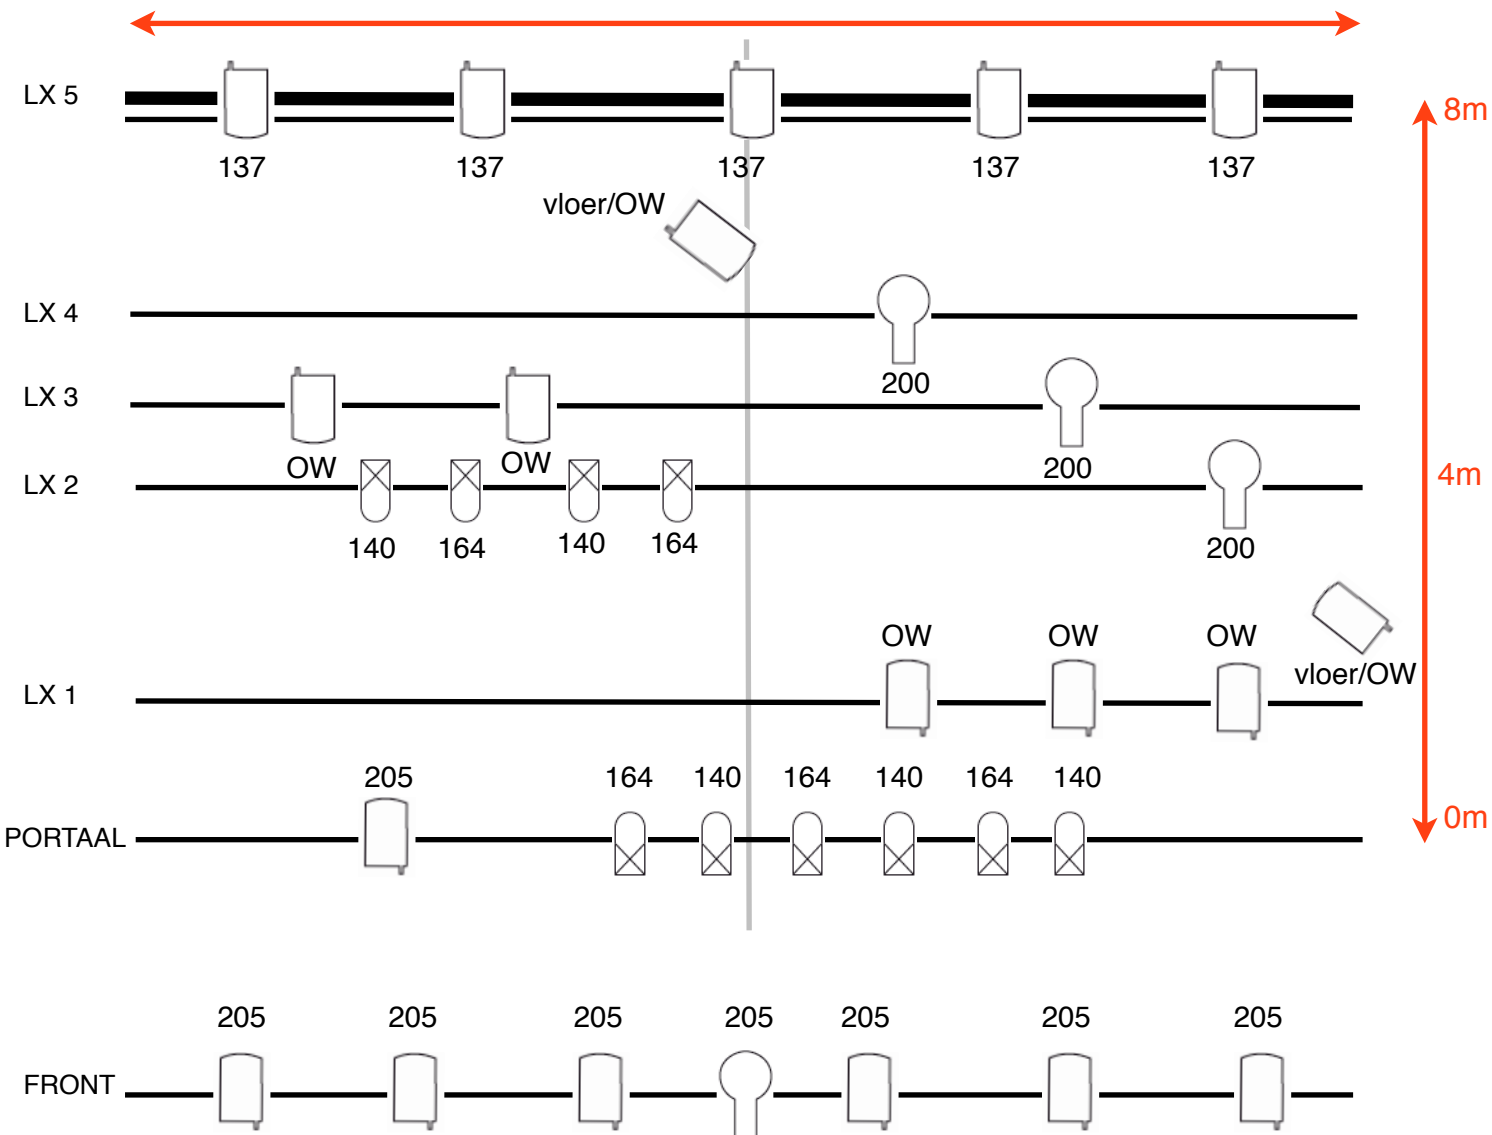 LX 5
8m
137 137 137 137 137
vloer/OW
LX 4
200
LX 3
OW OW 200
LX 2
4m
140 164 140 164 200
OW OW OW
vloer/OW
LX 1
205 164 140 164 140 164 140
PORTAAL
0m
205 205 205 205 205 205 205
FRONT